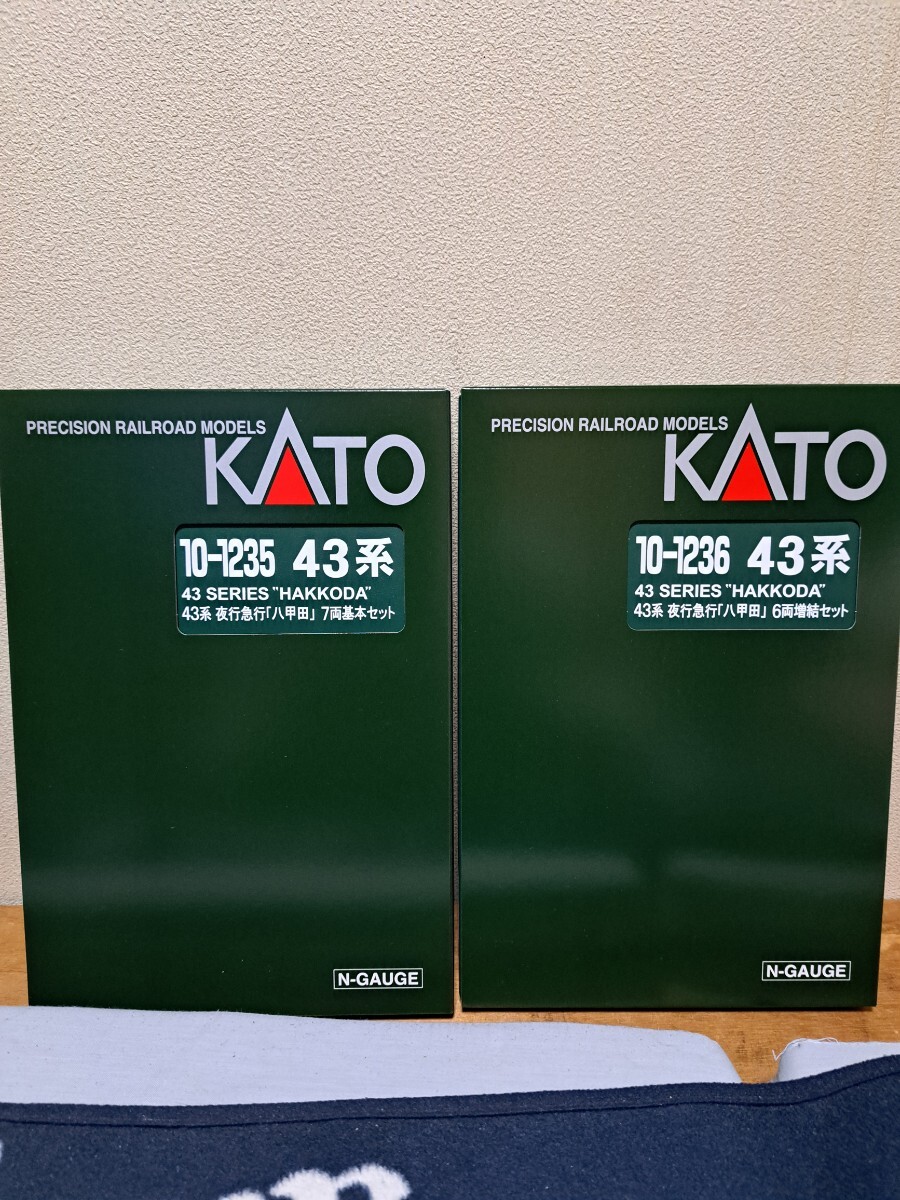 PRECISION RAILROAD MODELS
KATO
10-1235 43系
43 SERIES "HAKKODA"
43系 夜行急行「八甲田」 7両基本セット
N-GAUGE
PRECISION RAILROAD MODELS
KATO
10-1236 43系
43 SERIES "HAKKODA"
43系 夜行急行「八甲田」 6両増結セット
N-GAUGE